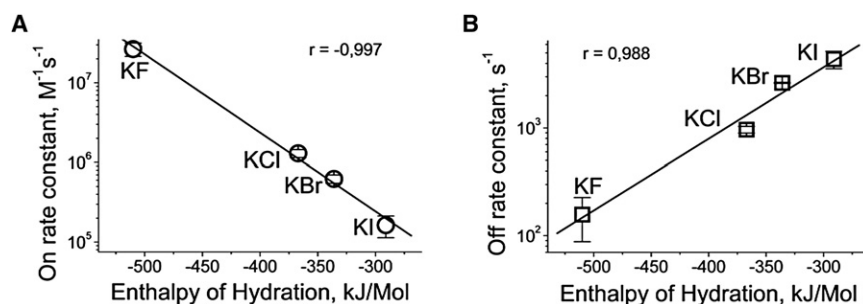 A
On rate constant, M⁻¹s⁻¹
10⁷
10⁶
10⁵
r = -0,997
KF
KCl
KBr
KI
-500 -450 -400 -350 -300
Enthalpy of Hydration, kJ/Mol
B
Off rate constant, s⁻¹
10³
10²
r = 0,988
KI
KBr
KCl
KF
-500 -450 -400 -350 -300
Enthalpy of Hydration, kJ/Mol